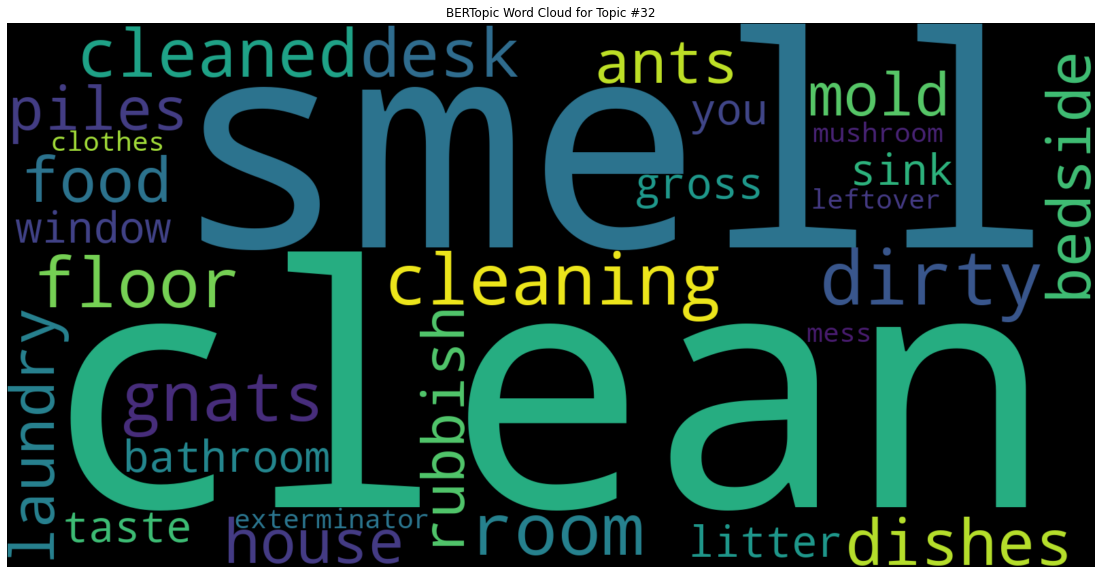 BERTopic Word Cloud for Topic #32
cleaned desk
ants
smell
piles
you
mold
mushroom
bedside
clothes
food
gross
sink
leftover
window
floor
cleaning
dirty
clean
laundry
rubbish
mess
gnats
bathroom
taste
exterminator
house
room
litter
dishes